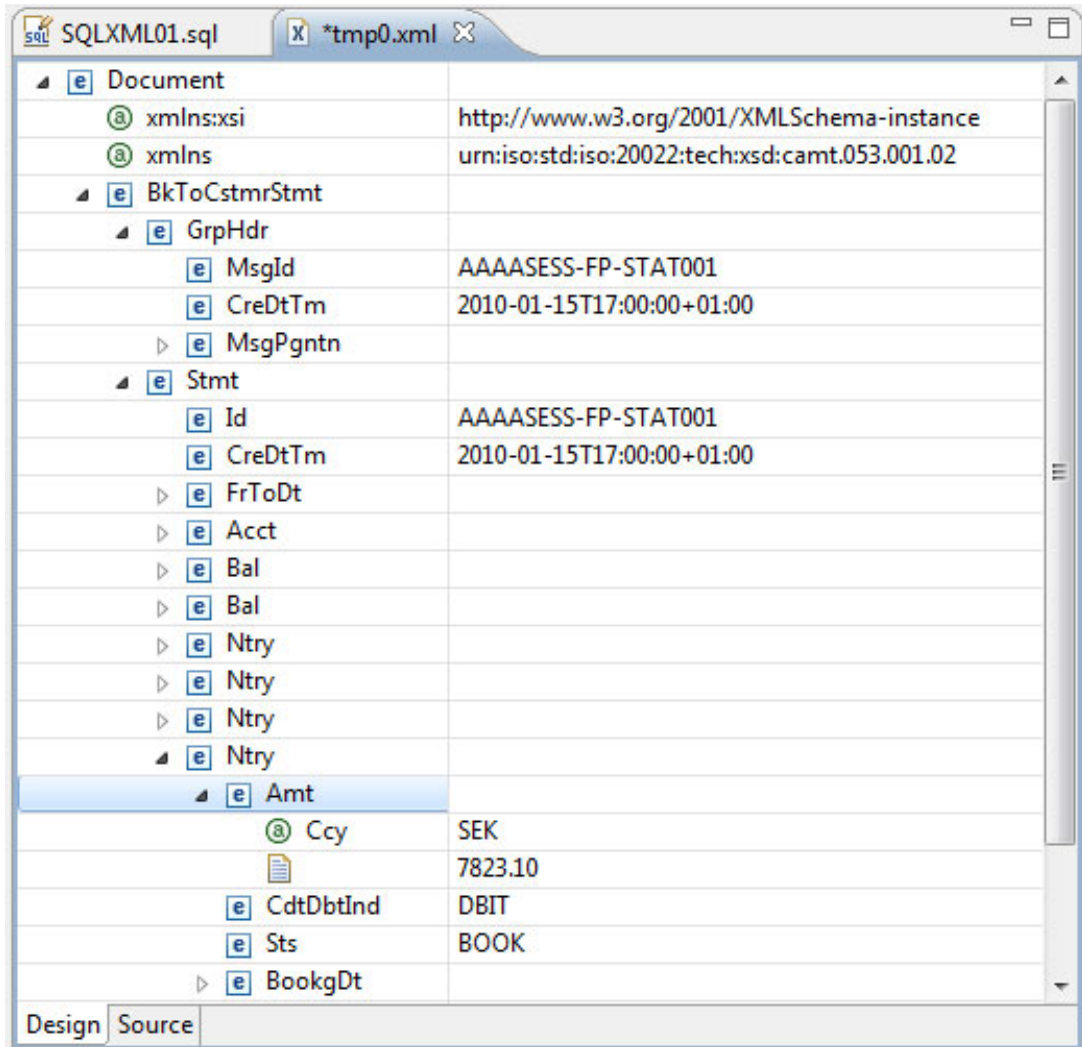 SQLXML01.sql *tmp0.xml
Document
xmlns:xsi http://www.w3.org/2001/XMLSchema-instance
xmlns urn:iso:std:iso:20022:tech:xsd:camt.053.001.02
BkToCstmrStmt
GrpHdr
MsgId AAAASESS-FP-STAT001
CreDtTm 2010-01-15T17:00:00+01:00
MsgPgntn
Stmt
Id AAAASESS-FP-STAT001
CreDtTm 2010-01-15T17:00:00+01:00
FrToDt
Acct
Bal
Bal
Ntry
Ntry
Ntry
Ntry
Amt
Ccy SEK
7823.10
CdtDbtInd DBIT
Sts BOOK
BookgDt
Design Source